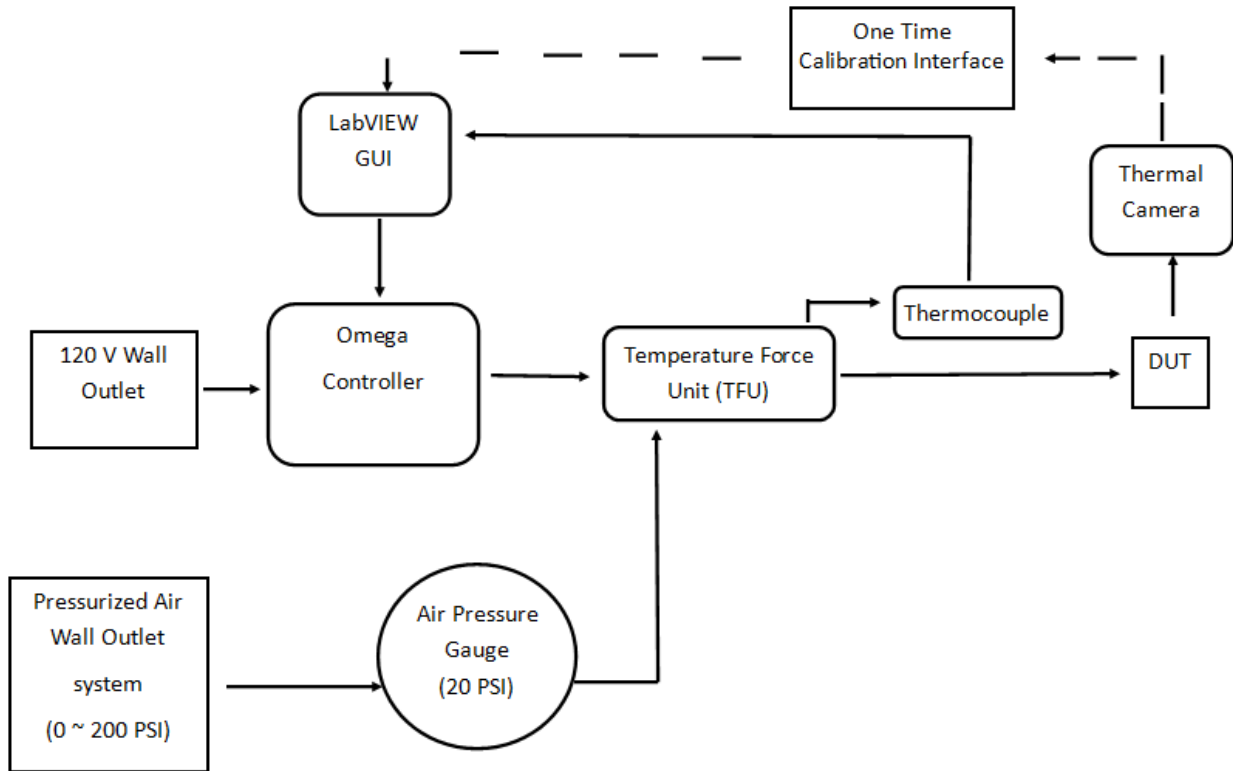 One Time
Calibration Interface
LabVIEW
GUI
Thermal
Camera
Thermocouple
120 V Wall
Outlet
Omega
Controller
Temperature Force
Unit (TFU)
DUT
Pressurized Air
Wall Outlet
system
(0 ~ 200 PSI)
Air Pressure
Gauge
(20 PSI)